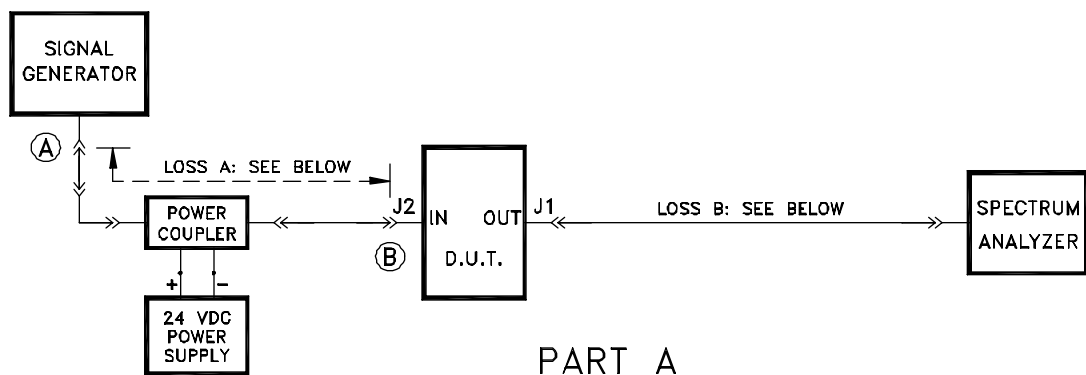 SIGNAL
GENERATOR
A
LOSS A: SEE BELOW
POWER
COUPLER
J2
IN
OUT
J1
B
D.U.T.
LOSS B: SEE BELOW
SPECTRUM
ANALYZER
+
-
24 VDC
POWER
SUPPLY
PART A